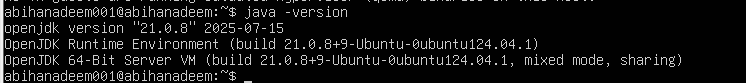 abihanadeem001@abihanadeem:~$ java -version
openjdk version "21.0.8" 2025-07-15
OpenJDK Runtime Environment (build 21.0.8+9-Ubuntu-0ubuntu124.04.1)
OpenJDK 64-Bit Server VM (build 21.0.8+9-Ubuntu-0ubuntu124.04.1, mixed mode, sharing)
abihanadeem001@abihanadeem:~$ _